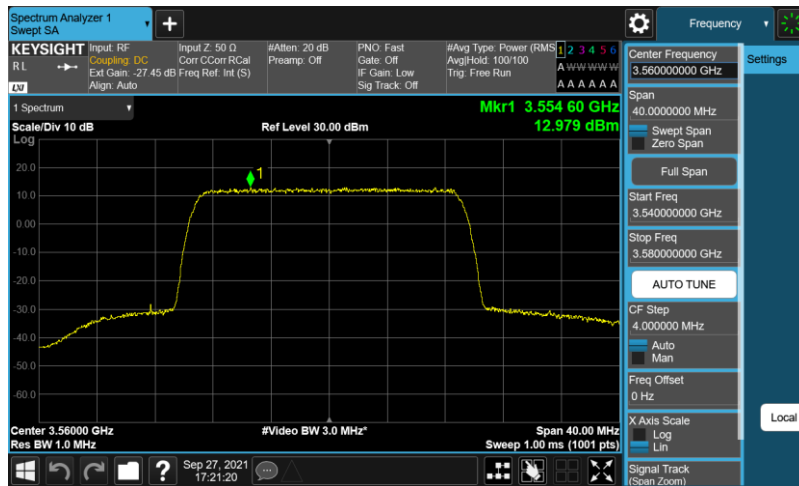 Spectrum Analyzer 1
Swept SA
+
Frequency
KEYSIGHT
RL
LXI
Input: RF
Coupling: DC
Ext Gain: -27.45 dB
Align: Auto
Input Z: 50 Ω
Corr CCorr RCal
Freq Ref: Int (S)
#Atten: 20 dB
Preamp: Off
PNO: Fast
Gate: Off
IF Gain: Low
Sig Track: Off
#Avg Type: Power (RMS
Avg|Hold: 100/100
Trig: Free Run
1 2 3 4 5 6
A W W W W W
A A A A A A
1 Spectrum
Scale/Div 10 dB
Log
Ref Level 30.00 dBm
Mkr1 3.554 60 GHz
12.979 dBm
1
20.0
10.0
0.00
-10.0
-20.0
-30.0
-40.0
-50.0
-60.0
Center 3.56000 GHz
Res BW 1.0 MHz
#Video BW 3.0 MHz*
Span 40.00 MHz
Sweep 1.00 ms (1001 pts)
?
Sep 27, 2021
17:21:20
Center Frequency
3.560000000 GHz
Span
40.0000000 MHz
Swept Span
Zero Span
Full Span
Start Freq
3.540000000 GHz
Stop Freq
3.580000000 GHz
AUTO TUNE
CF Step
4.000000 MHz
Auto
Man
Freq Offset
0 Hz
X Axis Scale
Log
Lin
Signal Track
(Span Zoom)
Settings
Local